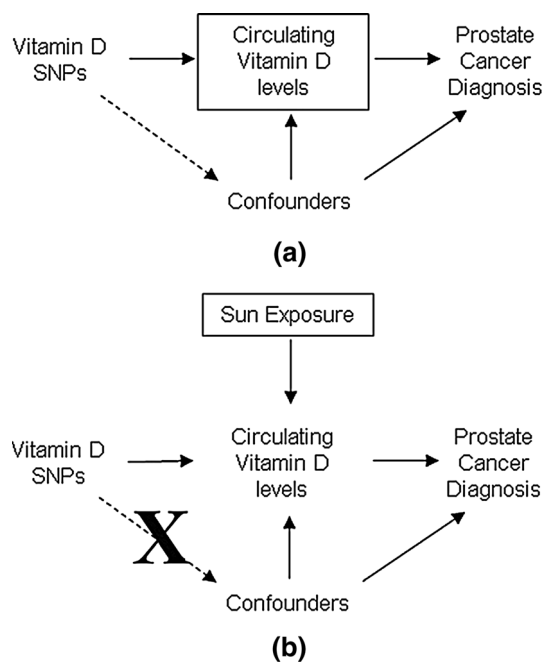 Vitamin D
SNPs
Circulating
Vitamin D
levels
Prostate
Cancer
Diagnosis
Confounders
(a)
Sun Exposure
Vitamin D
SNPs
Circulating
Vitamin D
levels
Prostate
Cancer
Diagnosis
X
Confounders
(b)